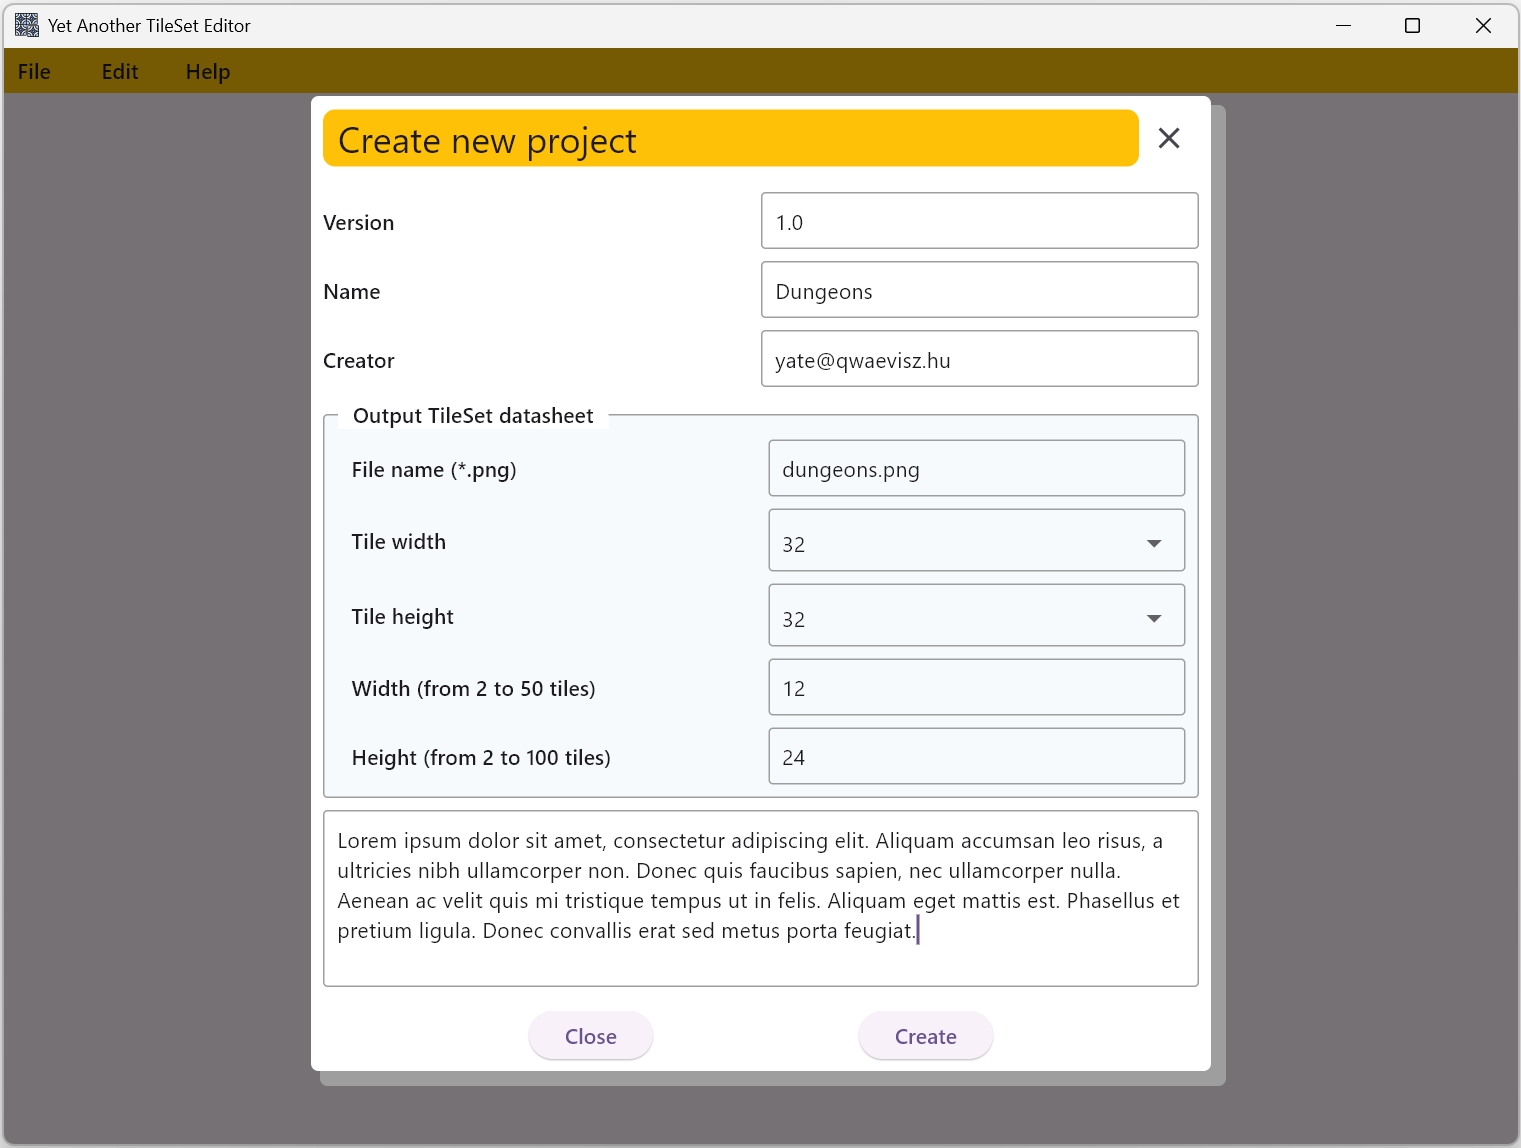 Yet Another TileSet Editor
File Edit Help
Create new project
Version 1.0
Name Dungeons
Creator yate@qwaevisz.hu
Output TileSet datasheet
File name (*.png) dungeons.png
Tile width 32
Tile height 32
Width (from 2 to 50 tiles) 12
Height (from 2 to 100 tiles) 24
Lorem ipsum dolor sit amet, consectetur adipiscing elit. Aliquam accumsan leo risus, a
ultricies nibh ullamcorper non. Donec quis faucibus sapien, nec ullamcorper nulla.
Aenean ac velit quis mi tristique tempus ut in felis. Aliquam eget mattis est. Phasellus et
pretium ligula. Donec convallis erat sed metus porta feugiat.
Close Create